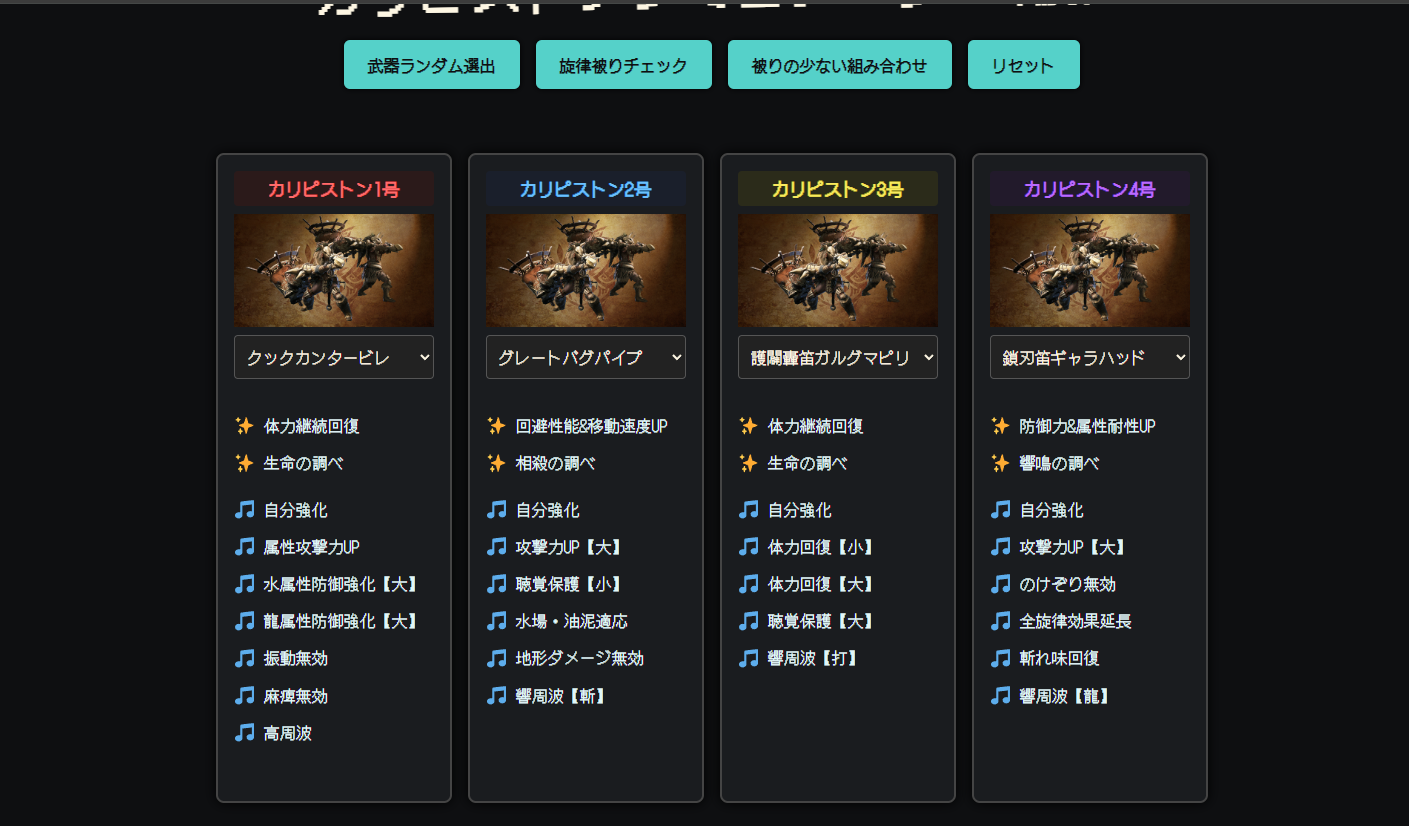 武器ランダム選出
旋律被りチェック
被りの少ない組み合わせ
リセット
カリピストン1号
クックカンタービレ
体力継続回復
生命の調べ
自分強化
属性攻撃力UP
水属性防御強化【大】
龍属性防御強化【大】
振動無効
麻痺無効
高周波
カリピストン2号
グレートバグパイプ
回避性能&移動速度UP
相殺の調べ
自分強化
攻撃力UP【大】
聴覚保護【小】
水場・油泥適応
地形ダメージ無効
響周波【斬】
カリピストン3号
護闢轟笛ガルグマピリ
体力継続回復
生命の調べ
自分強化
体力回復【小】
体力回復【大】
聴覚保護【大】
響周波【打】
カリピストン4号
鎖刃笛ギャラハッド
防御力&属性耐性UP
響鳴の調べ
自分強化
攻撃力UP【大】
のけぞり無効
全旋律効果延長
斬れ味回復
響周波【龍】